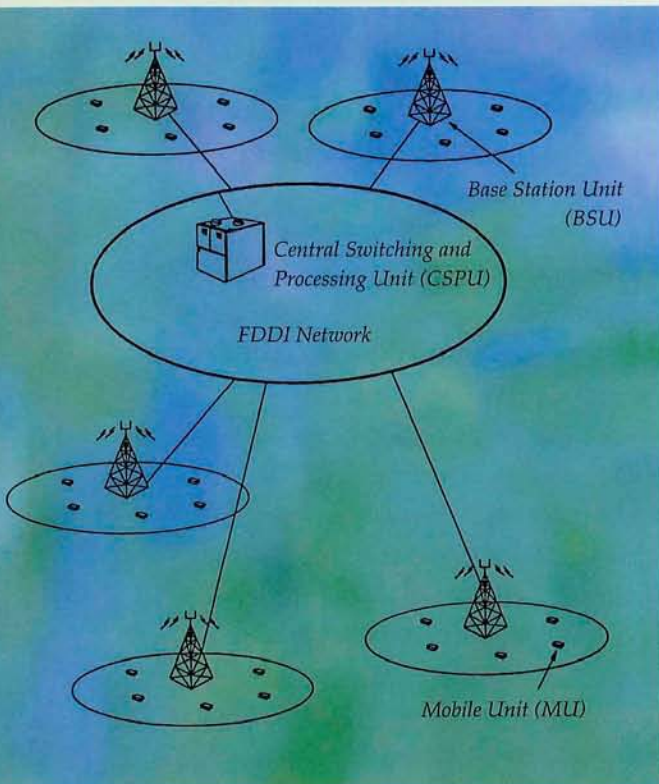 Base Station Unit
(BSU)
Central Switching and
Processing Unit (CSPU)
FDDI Network
Mobile Unit (MU)